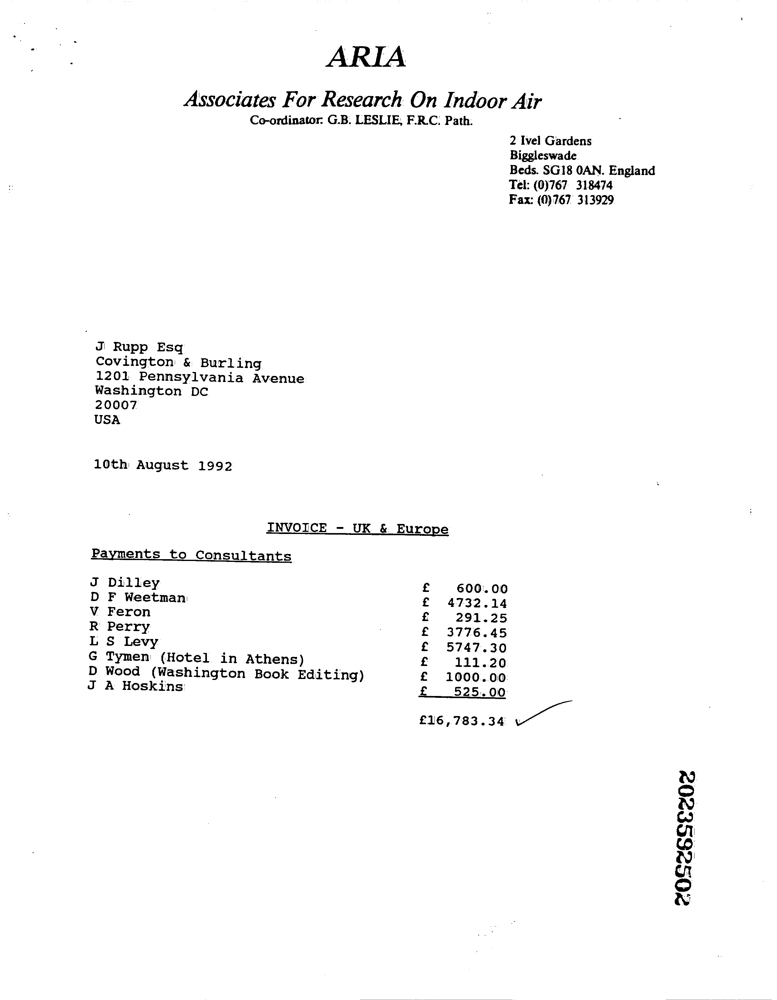 ARIA
Associates For Research On Indoor Air
Co-ordinator: G.B. LESLIE, F.R.C. Path.
2 Ivel Gardens
Biggleswade
Beds. SG18 0AN. England
Tel: (0)767 318474
Fax: (0)767 313929
J Rupp Esq
Covington & Burling
1201 Pennsylvania Avenue
Washington DC
20007
USA
10th August 1992
INVOICE - UK & Europe
Payments to Consultants
J Dilley £ 600.00
D F Weetman £ 4732.14
V Feron £ 291.25
R Perry £ 3776.45
L S Levy £ 5747.30
G Tymen (Hotel in Athens) £ 111.20
D Wood (Washington Book Editing) £ 1000.00
J A Hoskins £ 525.00
£16,783.34
2023592502